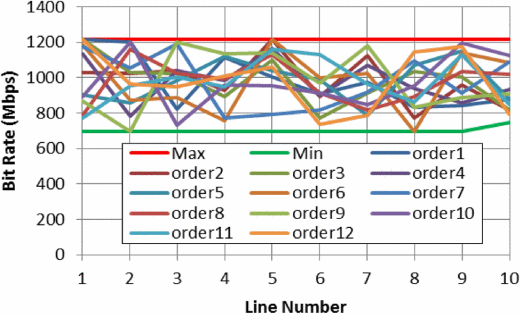 1400
1200
1000
800
600
400
200
0
Bit Rate (Mbps)
Max Min order1
order2 order3 order4
order5 order6 order7
order8 order9 order10
order11 order12
1 2 3 4 5 6 7 8 9 10
Line Number